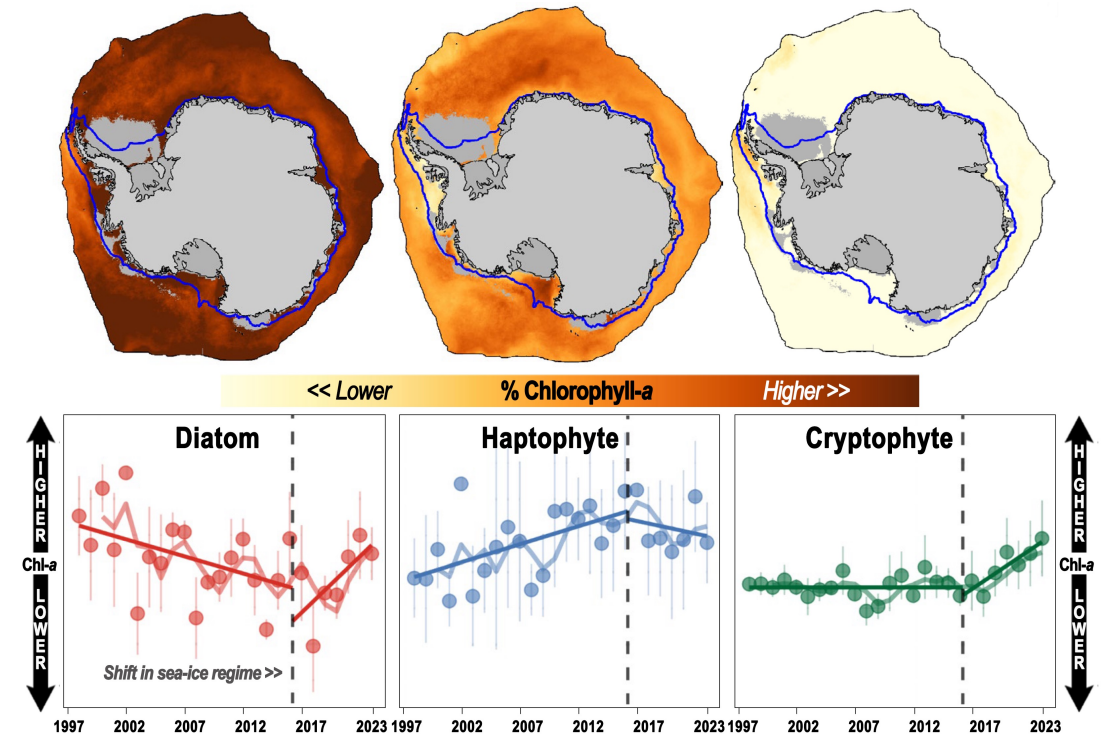 << Lower % Chlorophyll-a Higher >>
HIGHER
Chl-a
LOWER
Diatom
Shift in sea-ice regime >>
1997 2002 2007 2012 2017 2023
Haptophyte
1997 2002 2007 2012 2017 2023
Cryptophyte
1997 2002 2007 2012 2017 2023
HIGHER
Chl-a
LOWER